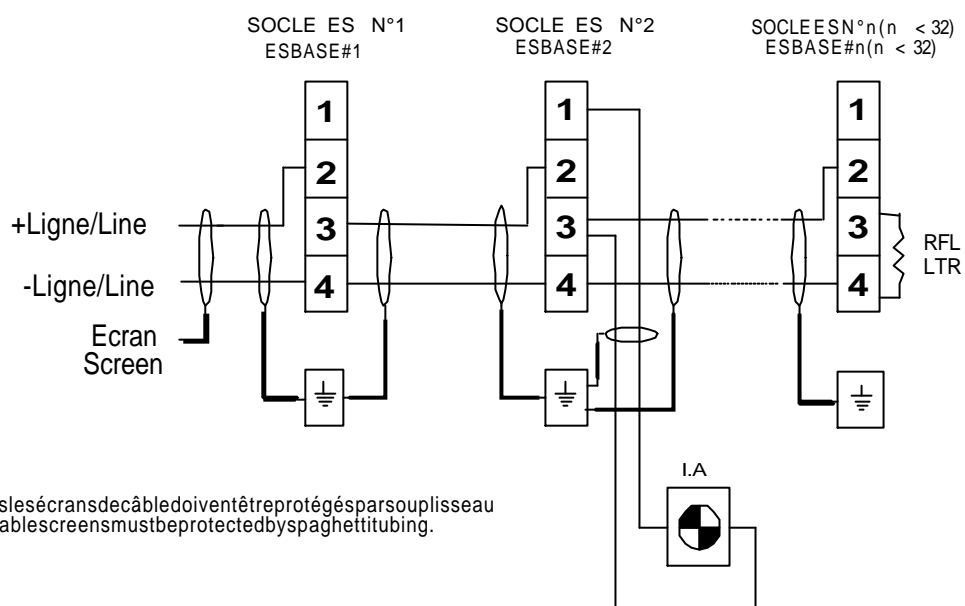 SOCLE ES N°1
ESBASE#1
SOCLE ES N°2
ESBASE#2
SOCLEESN°n(n < 32)
ESBASE#n(n < 32)
1
2
3
4
1
2
3
4
1
2
3
4
+Ligne/Line
-Ligne/Line
Ecran
Screen
RFL
LTR
I.A
slesécransdecâbledoiventêtreprotégésparsouplisseau
ablescreensmustbeprotectedbyspaghettitubing.